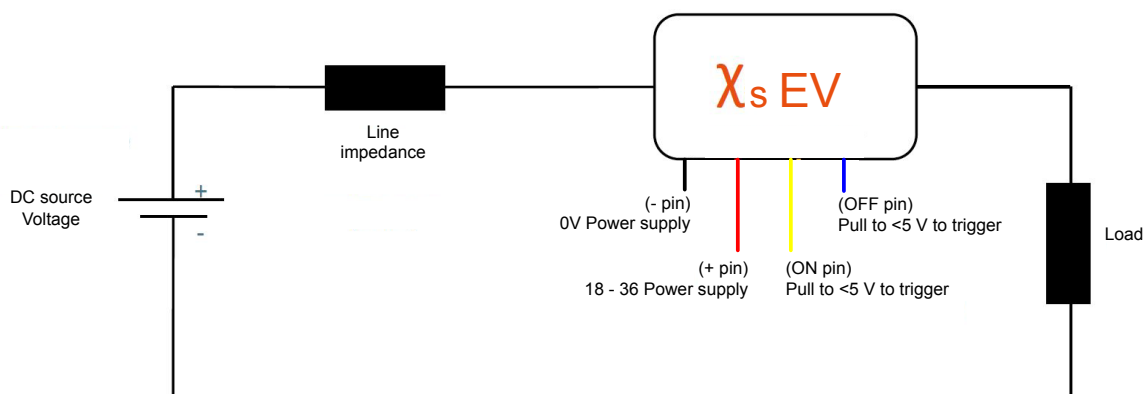 χs EV
Line
impedance
DC source
Voltage
+
-
(- pin)
0V Power supply
(OFF pin)
Pull to <5 V to trigger
Load
(+ pin)
18 - 36 Power supply
(ON pin)
Pull to <5 V to trigger